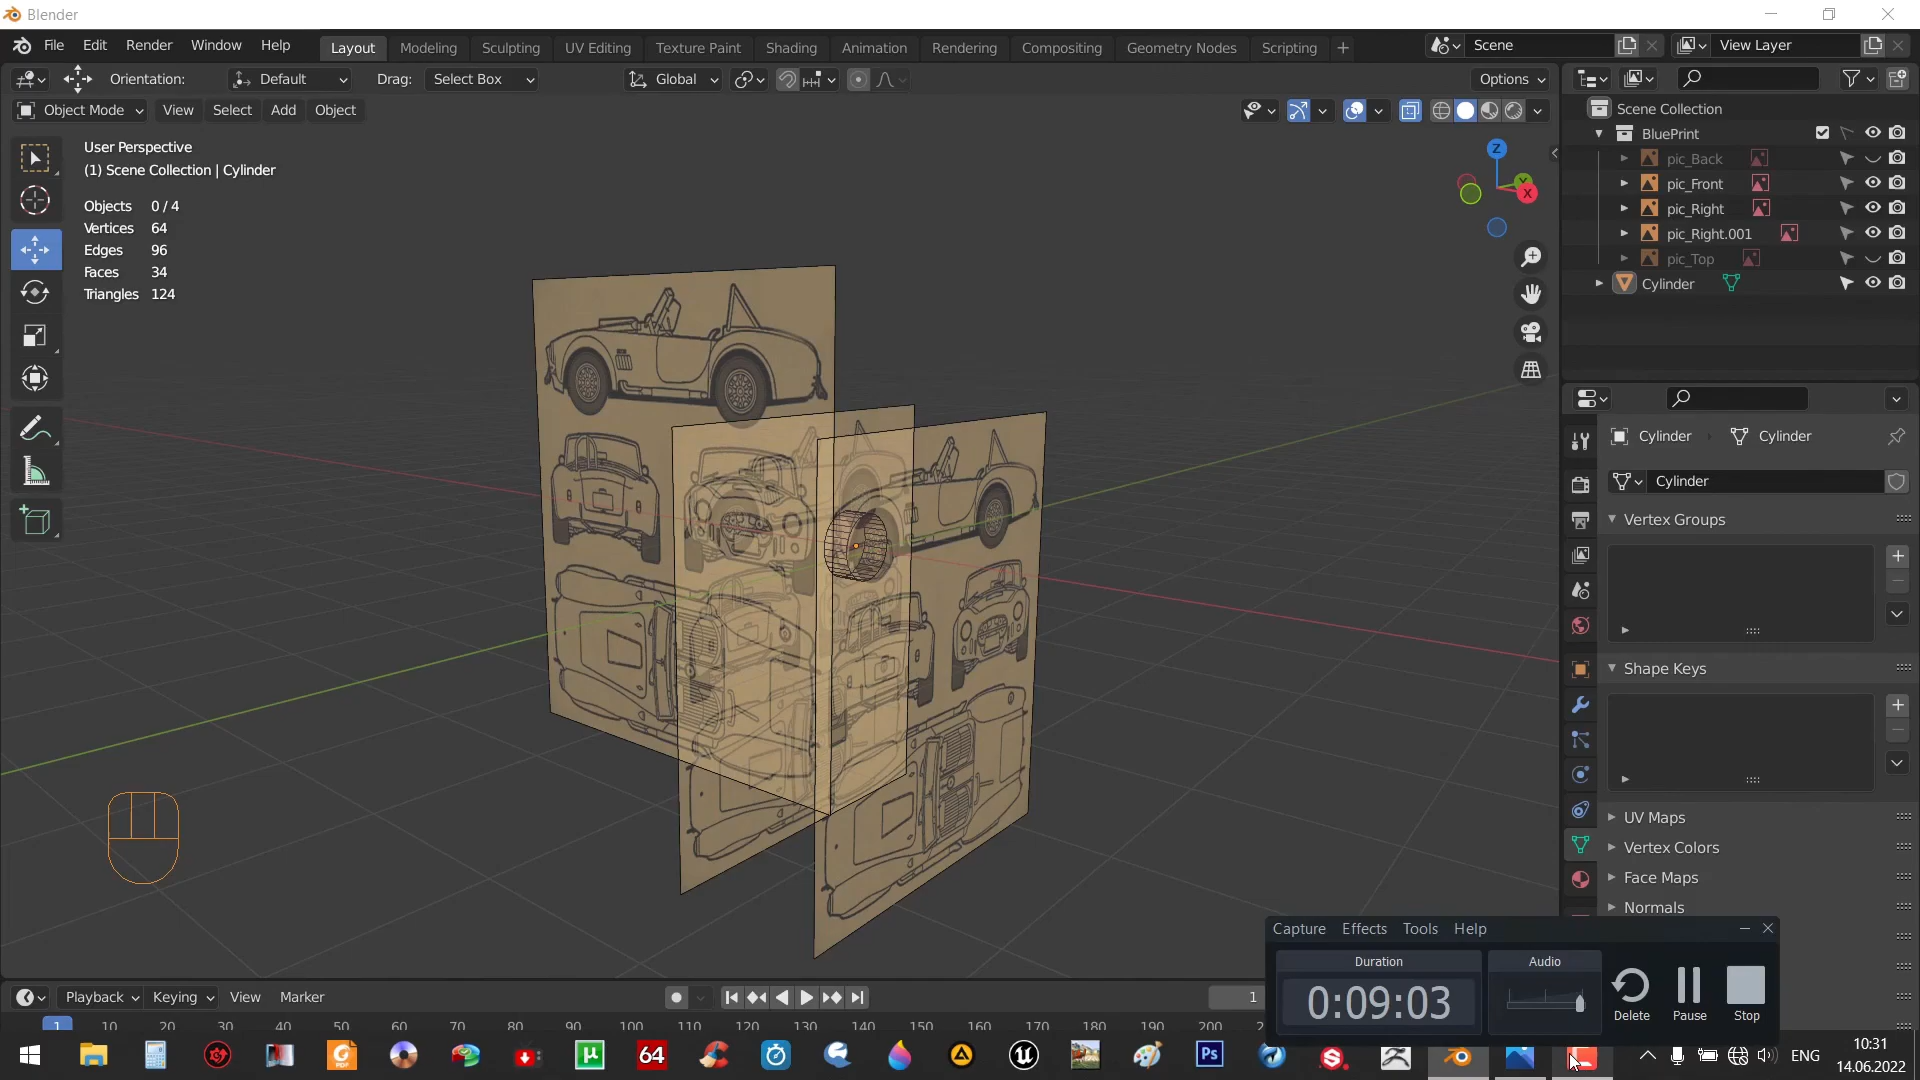 Blender
File Edit Render Window Help Layout Modeling Sculpting UV Editing Texture Paint Shading Animation Rendering Compositing Geometry Nodes Scripting + Scene View Layer
Orientation: Default Drag: Select Box Global Options
Object Mode View Select Add Object
User Perspective
(1) Scene Collection | Cylinder
Objects 0 / 4
Vertices 64
Edges 96
Faces 34
Triangles 124
Z
Y
X
Scene Collection
BluePrint
pic_Back
pic_Front
pic_Right
pic_Right.001
pic_Top
Cylinder
Cylinder Cylinder
Cylinder
Vertex Groups
Shape Keys
UV Maps
Vertex Colors
Face Maps
Normals
Capture Effects Tools Help
Duration Audio
0:09:03
Delete Pause Stop
Playback Keying View Marker 1
1 10 20 30 40 50 60 70 80 90 100 110 120 130 140 150 160 170 180 190 200
PDF µ 64 Ps ENG
10:31
14.06.2022